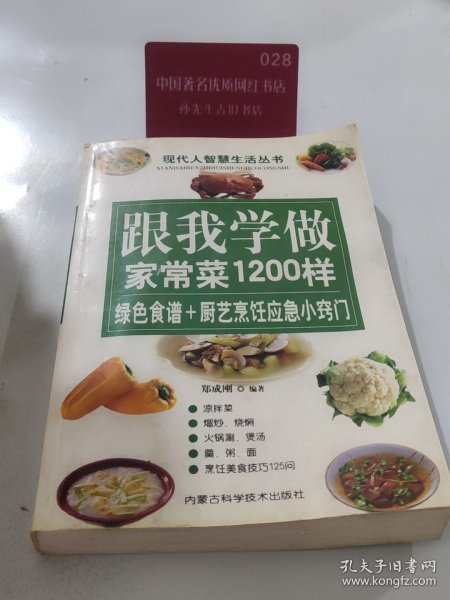 028
中国著名优质网红书店
孙先生古旧书店
现代人智慧生活丛书
XIANDAIRENZHIHUISHENGHUOCONGSHU
跟我学做
家常菜1200样
绿色食谱+厨艺烹饪应急小窍门
郑成刚 ◎ 编著
● 凉拌菜
● 熘炒、烧焖
● 火锅涮、煲汤
● 羹、粥、面
● 烹饪美食技巧125问
内蒙古科学技术出版社
孔夫子旧书网
www.kongfz.com